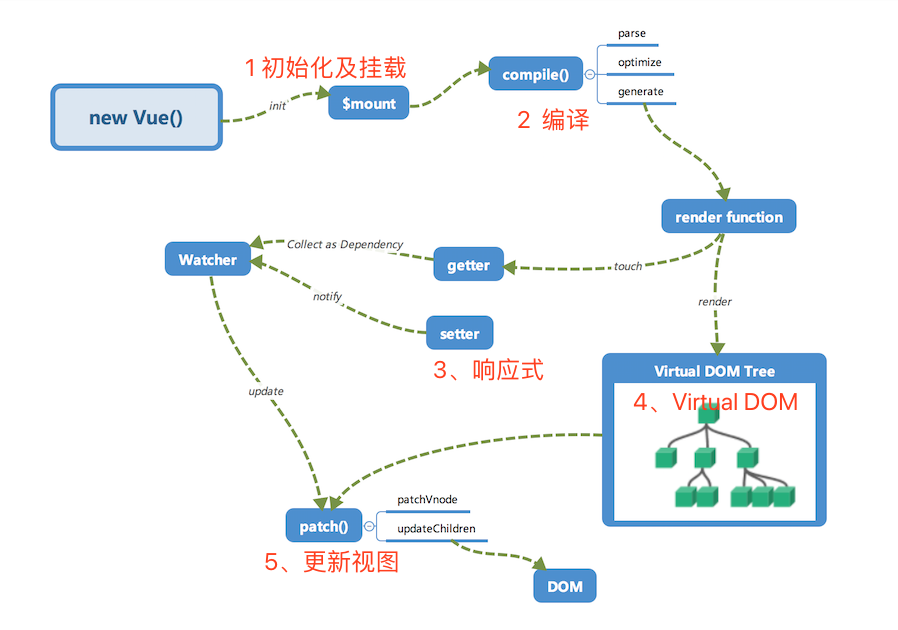 parse
1 初始化及挂载
compile()
optimize
new Vue()
init
$mount
generate
2 编译
render function
Watcher
Collect as Dependency
getter
touch
notify
render
setter
3、响应式
Virtual DOM Tree
4、Virtual DOM
update
patch()
patchVnode
updateChildren
5、更新视图
DOM